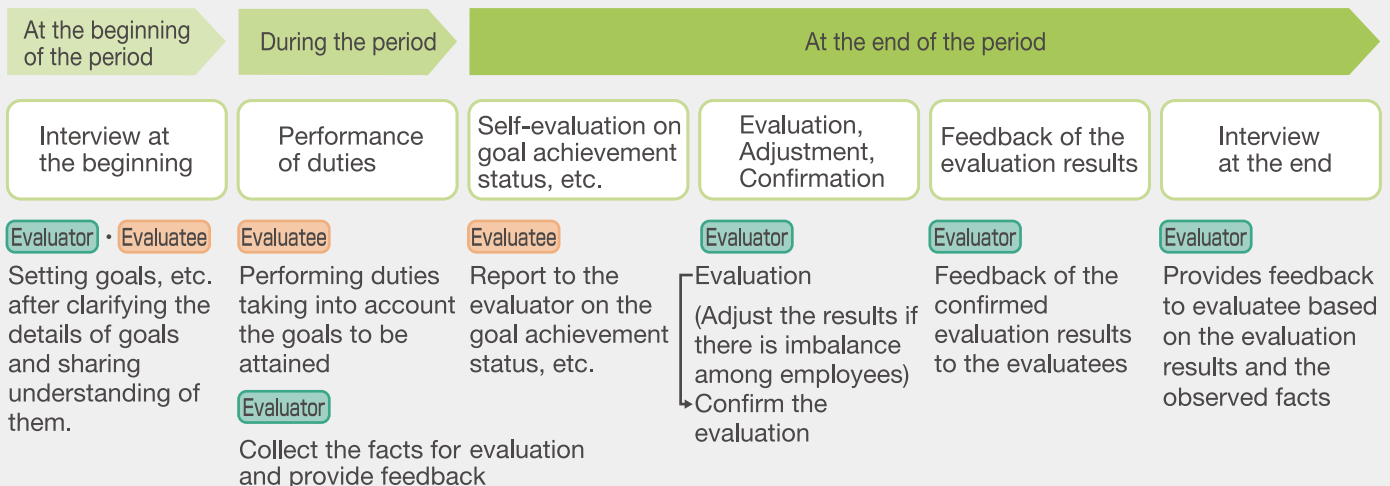 At the beginning
of the period
During the period
At the end of the period
Interview at
the beginning
Performance
of duties
Self-evaluation on
goal achievement
status, etc.
Evaluation,
Adjustment,
Confirmation
Feedback of the
evaluation results
Interview
at the end
Evaluator・Evaluatee
Setting goals, etc.
after clarifying the
details of goals
and sharing
understanding of
them.
Evaluatee
Performing duties
taking into account
the goals to be
attained
Evaluator
Collect the facts for evaluation
and provide feedback
Evaluatee
Report to the
evaluator on the
goal achievement
status, etc.
Evaluator
Evaluation
(Adjust the results if
there is imbalance
among employees)
Confirm the
evaluation
Evaluator
Feedback of the
confirmed
evaluation results
to the evaluatees
Evaluator
Provides feedback
to evaluatee based
on the evaluation
results and the
observed facts